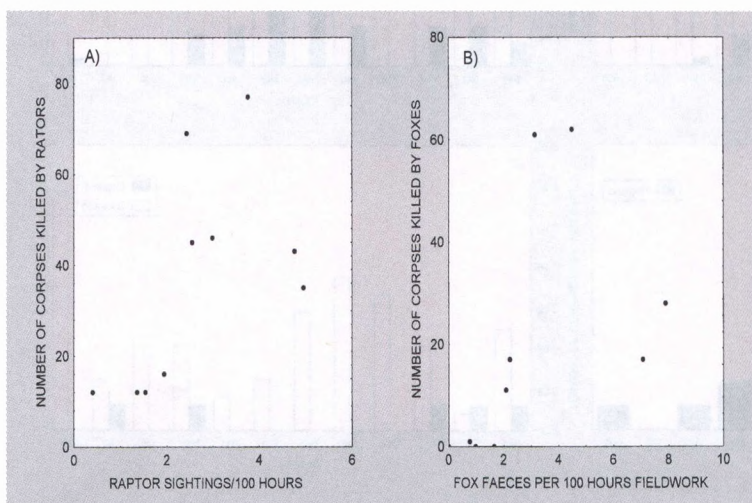 A)
NUMBER OF CORPSES KILLED BY RATORS
80
60
40
20
0
0 2 4 6
RAPTOR SIGHTINGS/100 HOURS
B)
NUMBER OF CORPSES KILLED BY FOXES
80
60
40
20
0
0 2 4 6 8 10
FOX FAECES PER 100 HOURS FIELDWORK